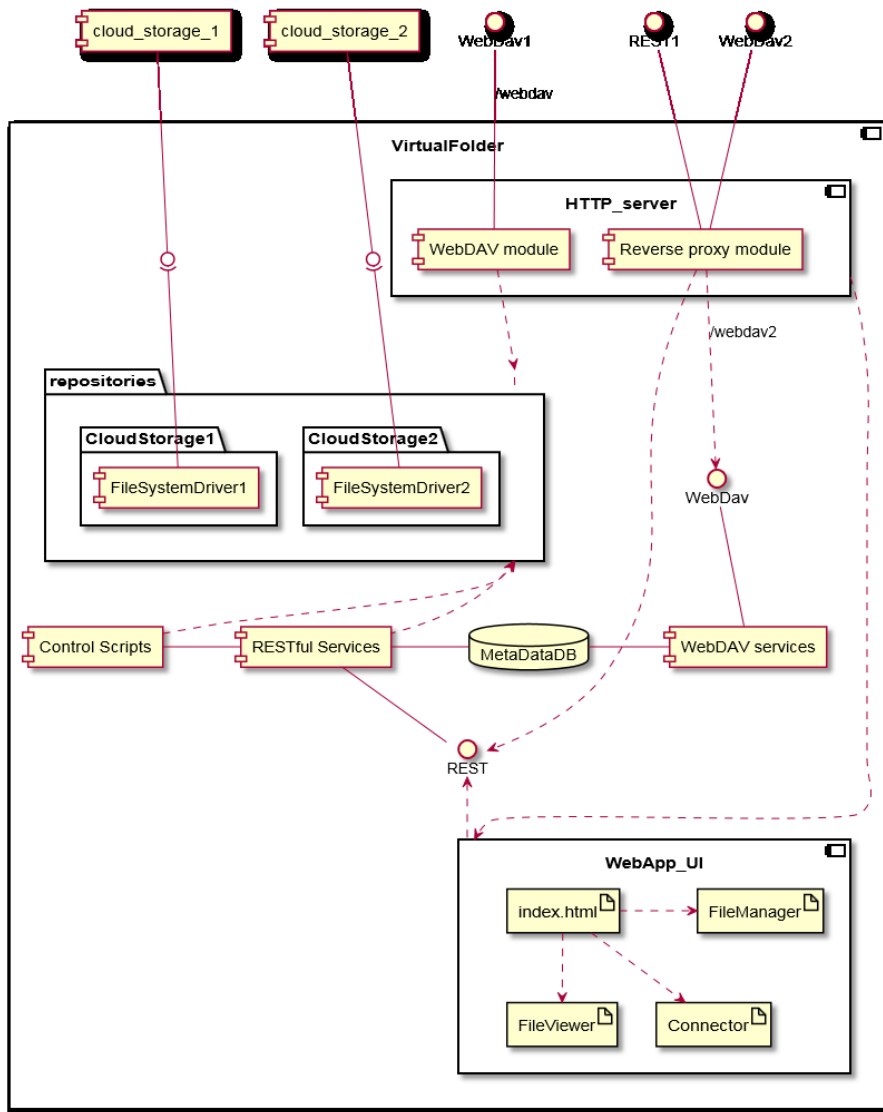 cloud_storage_1
cloud_storage_2
WebDav1
REST1
WebDav2
/webdav
VirtualFolder
HTTP_server
WebDAV module
Reverse proxy module
/webdav2
repositories
CloudStorage1
CloudStorage2
FileSystemDriver1
FileSystemDriver2
WebDav
Control Scripts
RESTful Services
MetaDataDB
WebDAV services
REST
WebApp_UI
index.html
FileManager
FileViewer
Connector